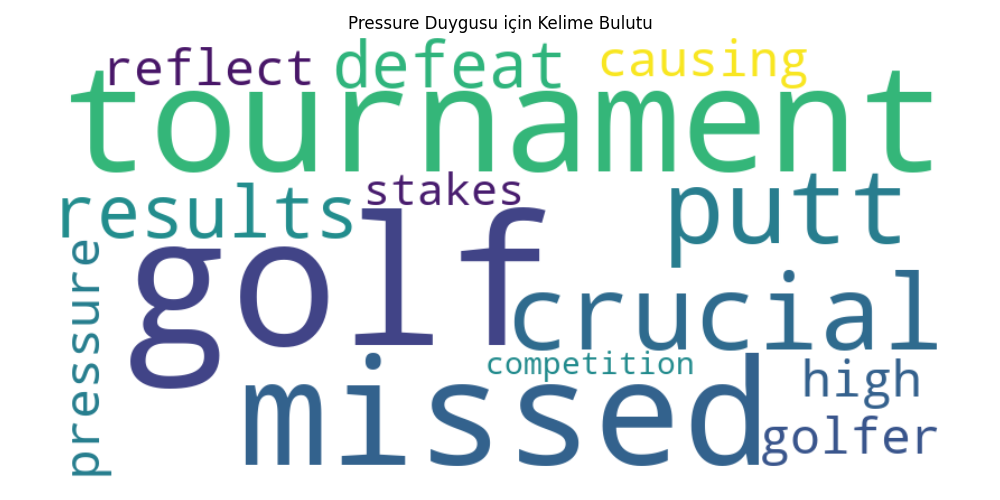 Pressure Duygusu için Kelime Bulutu
reflect defeat causing
tournament
results stakes putt
golf crucial
pressure
competition high
missed golfer